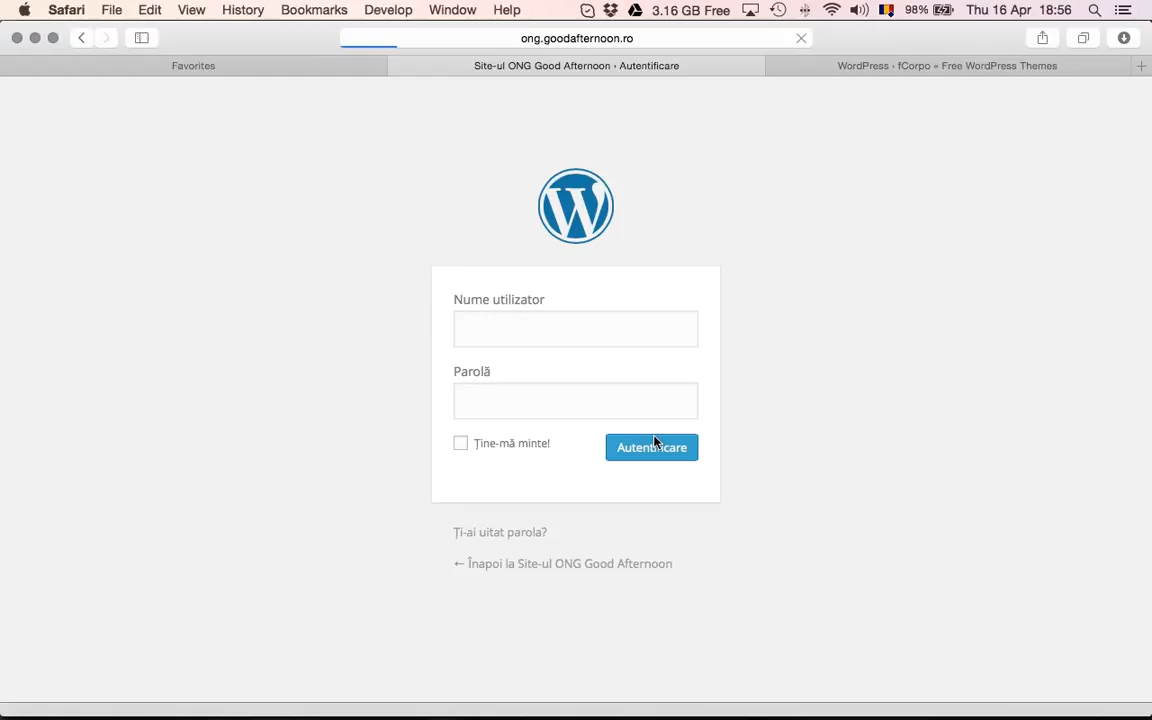 Safari File Edit View History Bookmarks Develop Window Help 3.16 GB Free 98% Thu 16 Apr 18:56
ong.goodafternoon.ro
Favorites Site-ul ONG Good Afternoon › Autentificare WordPress › fCorpo « Free WordPress Themes
Nume utilizator
Parolă
Ține-mă minte! Autentificare
Ți-ai uitat parola?
← Înapoi la Site-ul ONG Good Afternoon